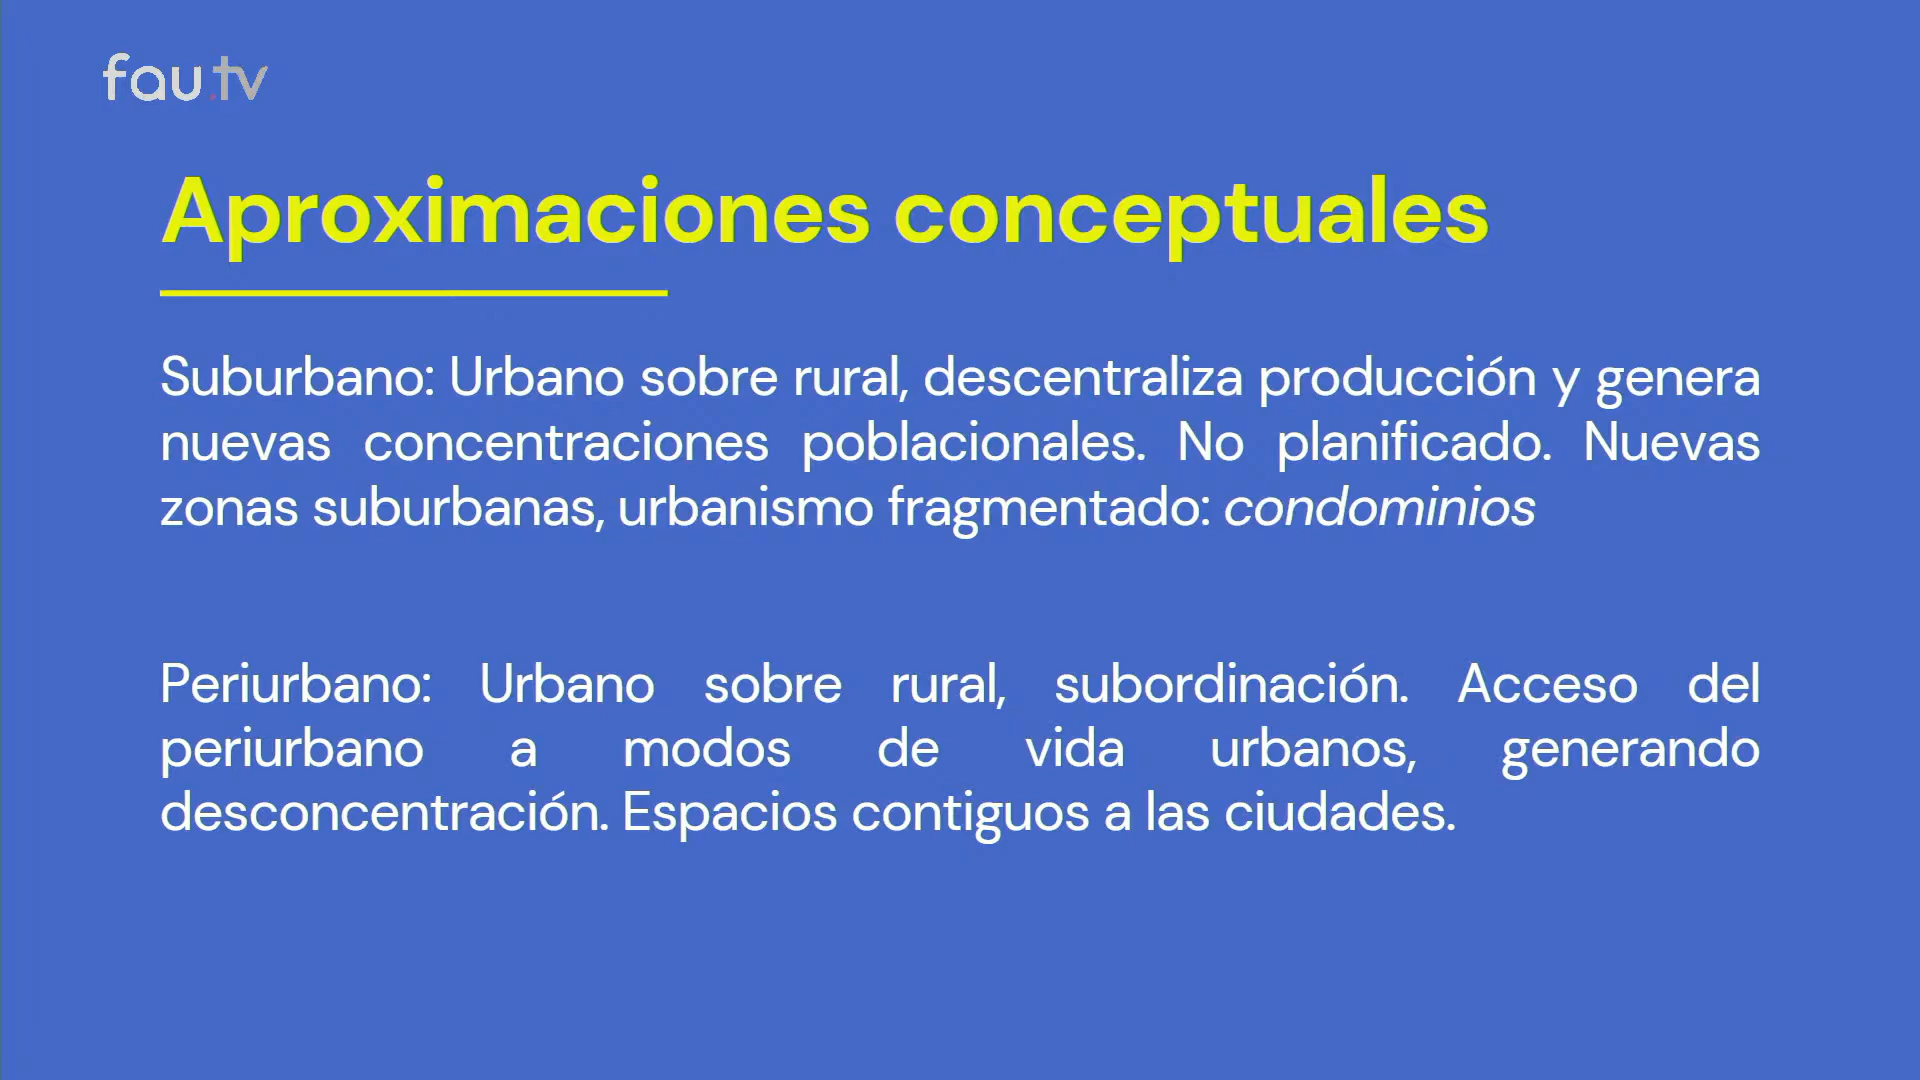 fau.tv
Aproximaciones conceptuales
Suburbano: Urbano sobre rural, descentraliza producción y genera
nuevas concentraciones poblacionales. No planificado. Nuevas
zonas suburbanas, urbanismo fragmentado: condominios
Periurbano: Urbano sobre rural, subordinación. Acceso del
periurbano a modos de vida urbanos, generando
desconcentración. Espacios contiguos a las ciudades.